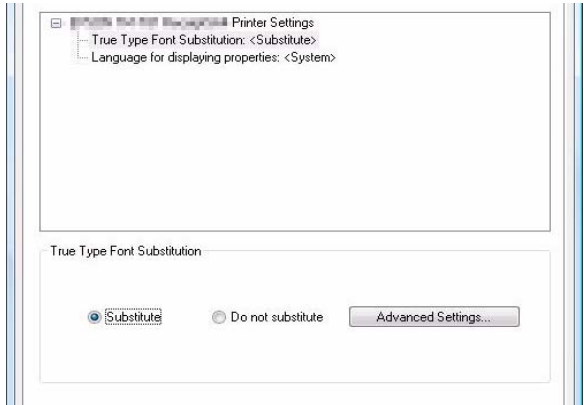 Printer Settings
True Type Font Substitution: <Substitute>
Language for displaying properties: <System>
True Type Font Substitution
Substitute
Do not substitute
Advanced Settings...